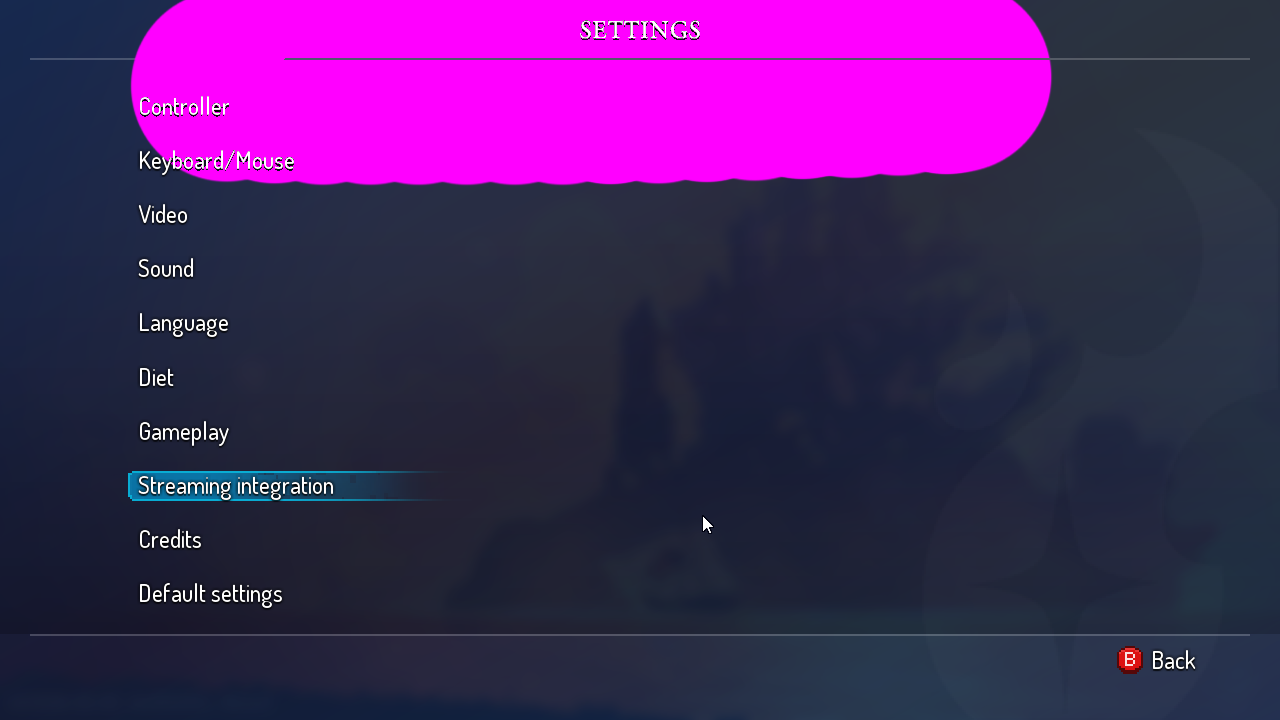 SETTINGS
Controller
Keyboard/Mouse
Video
Sound
Language
Diet
Gameplay
Streaming integration
Credits
Default settings
B Back